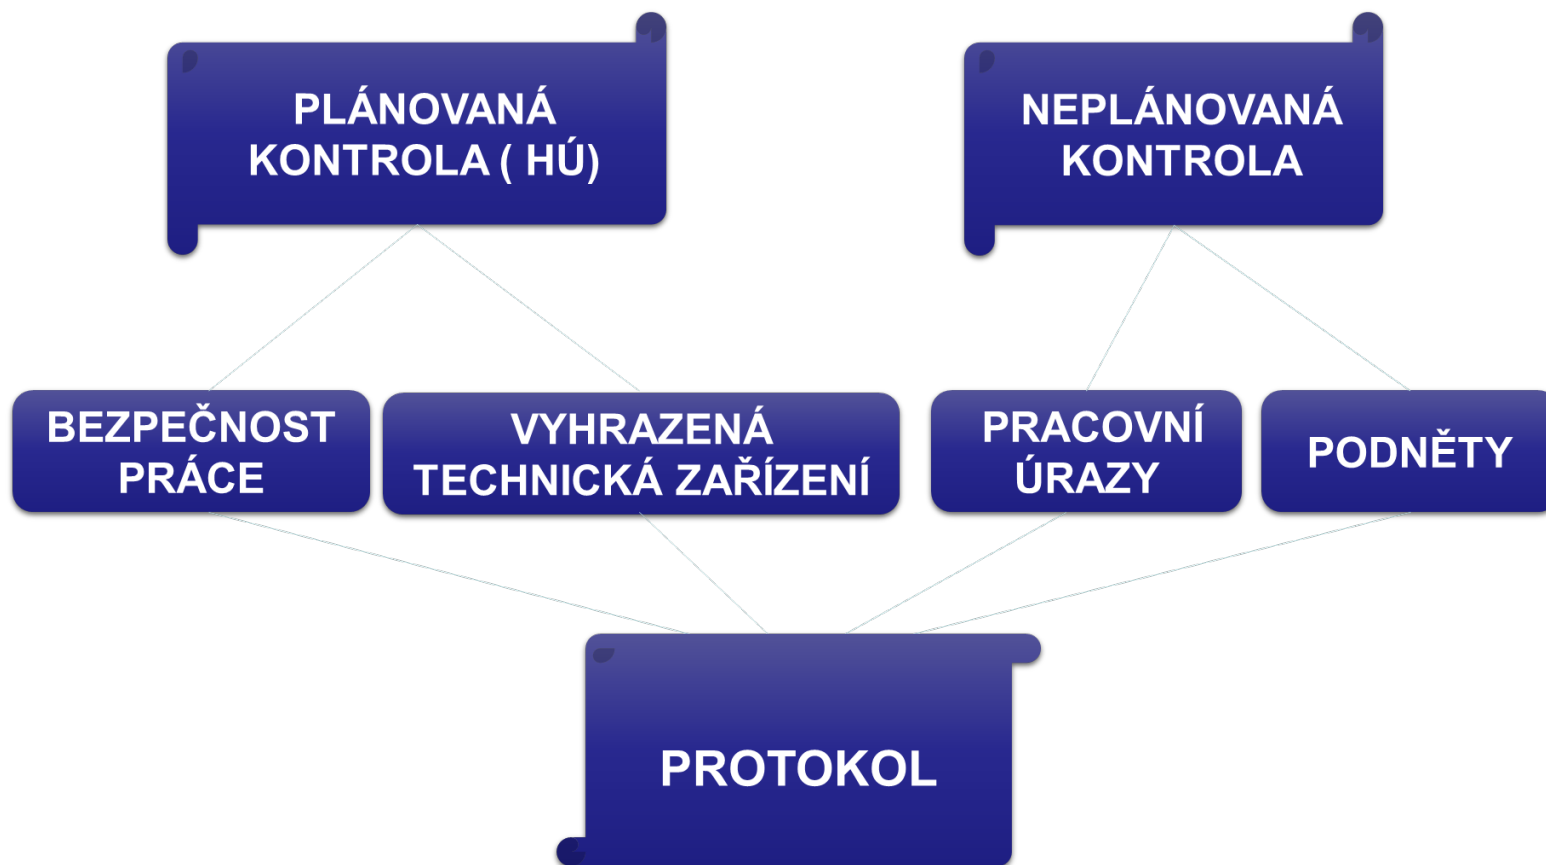 PLÁNOVANÁ
KONTROLA ( HÚ)
NEPLÁNOVANÁ
KONTROLA
BEZPEČNOST
PRÁCE
VYHRAZENÁ
TECHNICKÁ ZAŘÍZENÍ
PRACOVNÍ
ÚRAZY
PODNĚTY
PROTOKOL